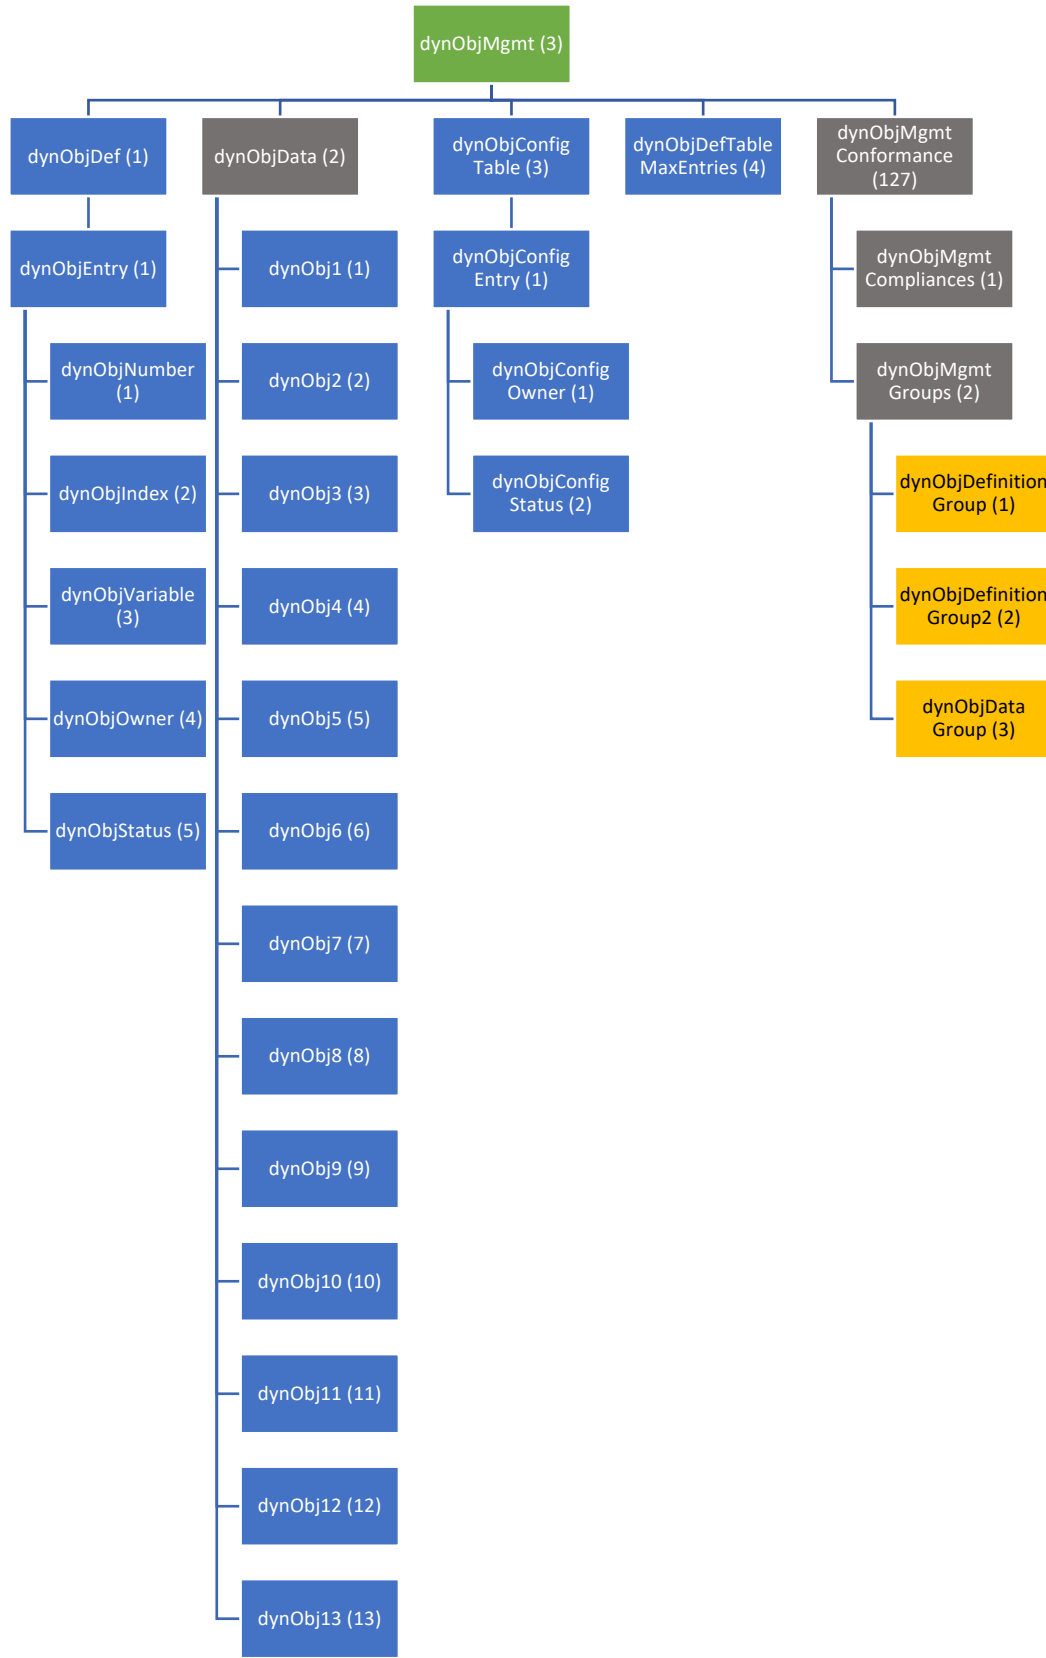 dynObjMgmt (3)
dynObjDef (1)
dynObjData (2)
dynObjConfig
Table (3)
dynObjDefTable
MaxEntries (4)
dynObjMgmt
Conformance
(127)
dynObjEntry (1)
dynObj1 (1)
dynObjConfig
Entry (1)
dynObjMgmt
Compliances (1)
dynObjNumber
(1)
dynObj2 (2)
dynObjConfig
Owner (1)
dynObjMgmt
Groups (2)
dynObjIndex (2)
dynObj3 (3)
dynObjConfig
Status (2)
dynObjDefinition
Group (1)
dynObjVariable
(3)
dynObj4 (4)
dynObjDefinition
Group2 (2)
dynObjOwner (4)
dynObj5 (5)
dynObjData
Group (3)
dynObjStatus (5)
dynObj6 (6)
dynObj7 (7)
dynObj8 (8)
dynObj9 (9)
dynObj10 (10)
dynObj11 (11)
dynObj12 (12)
dynObj13 (13)